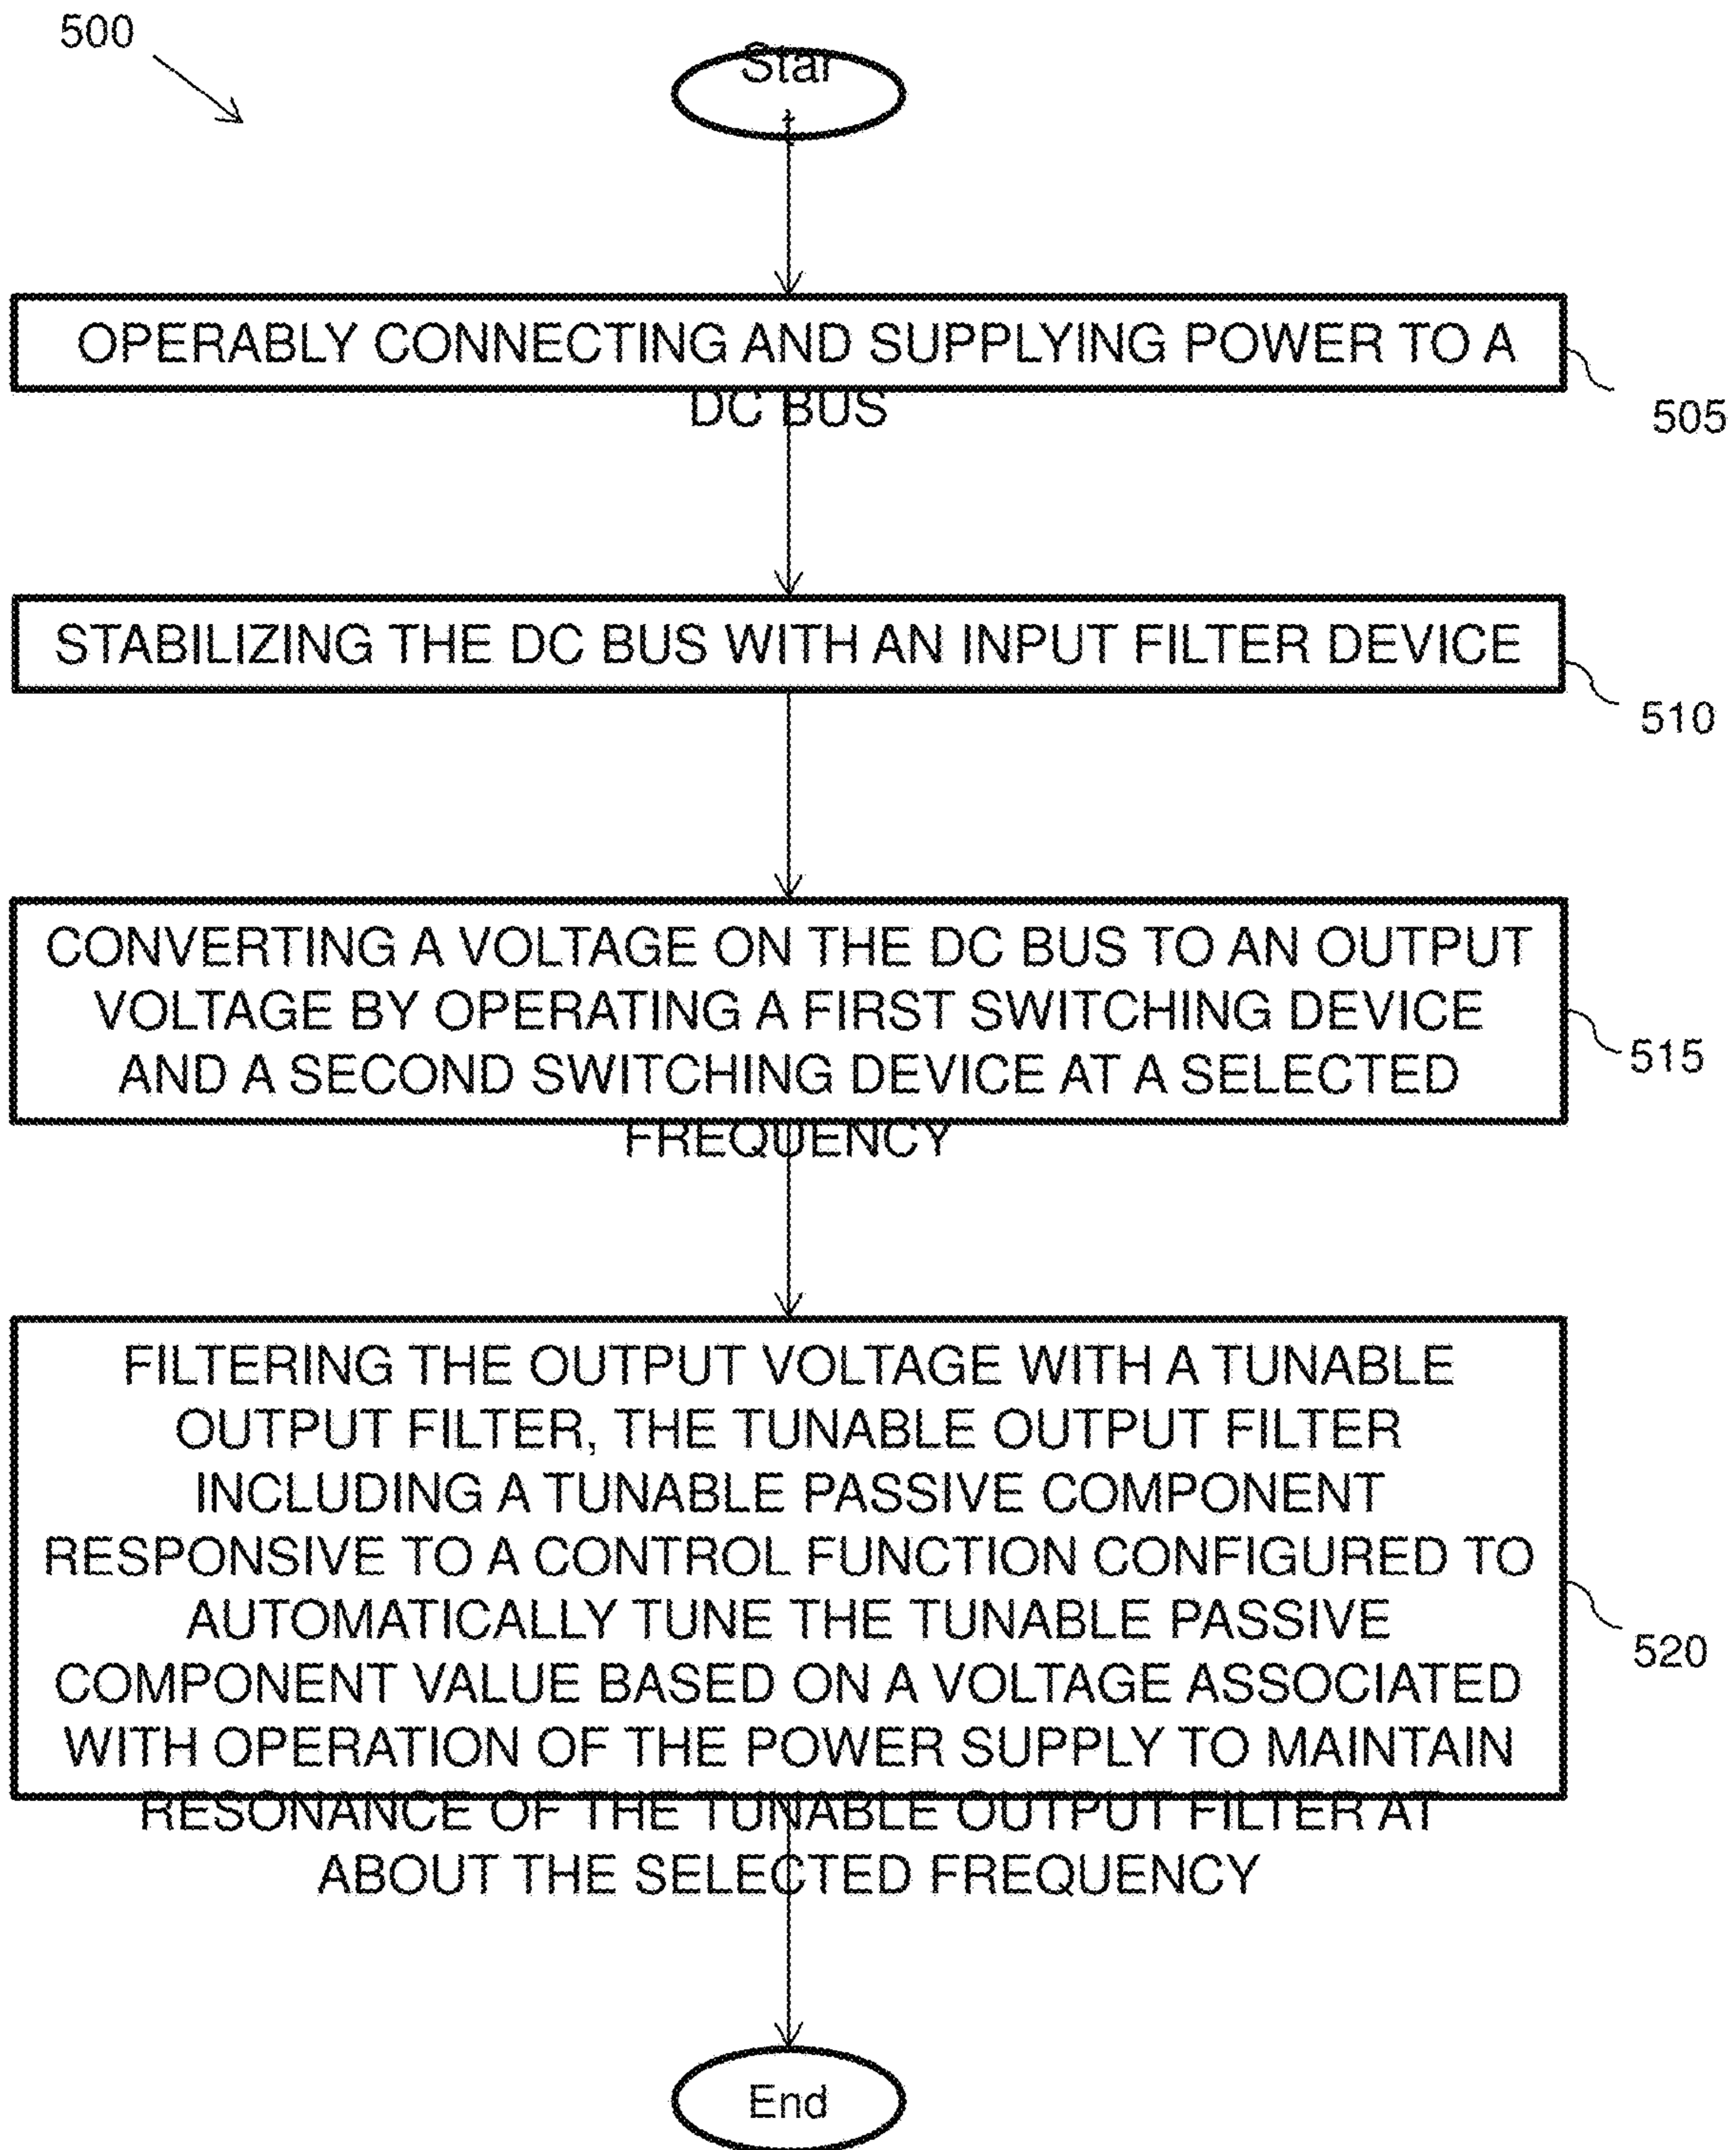 500
Star
t
OPERABLY CONNECTING AND SUPPLYING POWER TO A
DC BUS
505
STABILIZING THE DC BUS WITH AN INPUT FILTER DEVICE
510
CONVERTING A VOLTAGE ON THE DC BUS TO AN OUTPUT
VOLTAGE BY OPERATING A FIRST SWITCHING DEVICE
AND A SECOND SWITCHING DEVICE AT A SELECTED
FREQUENCY
515
FILTERING THE OUTPUT VOLTAGE WITH A TUNABLE
OUTPUT FILTER, THE TUNABLE OUTPUT FILTER
INCLUDING A TUNABLE PASSIVE COMPONENT
RESPONSIVE TO A CONTROL FUNCTION CONFIGURED TO
AUTOMATICALLY TUNE THE TUNABLE PASSIVE
COMPONENT VALUE BASED ON A VOLTAGE ASSOCIATED
WITH OPERATION OF THE POWER SUPPLY TO MAINTAIN
RESONANCE OF THE TUNABLE OUTPUT FILTER AT
ABOUT THE SELECTED FREQUENCY
520
End